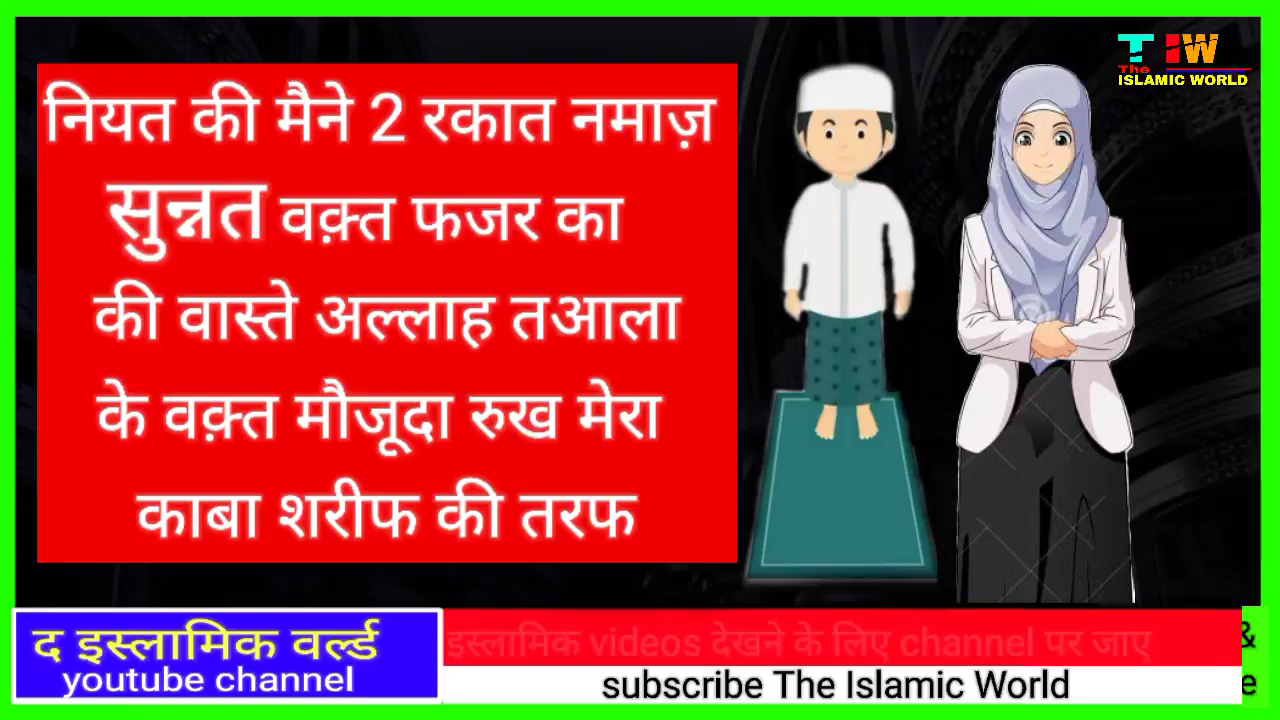 TIW
The
ISLAMIC WORLD
नियत की मैने 2 रकात नमाज़
सुन्नत वक़्त फजर का
की वास्ते अल्लाह तआला
के वक़्त मौजूदा रुख मेरा
काबा शरीफ की तरफ
द इस्लामिक वर्ल्ड
youtube channel
इस्लामिक videos देखने के लिए channel पर जाए
&
subscribe The Islamic World
e